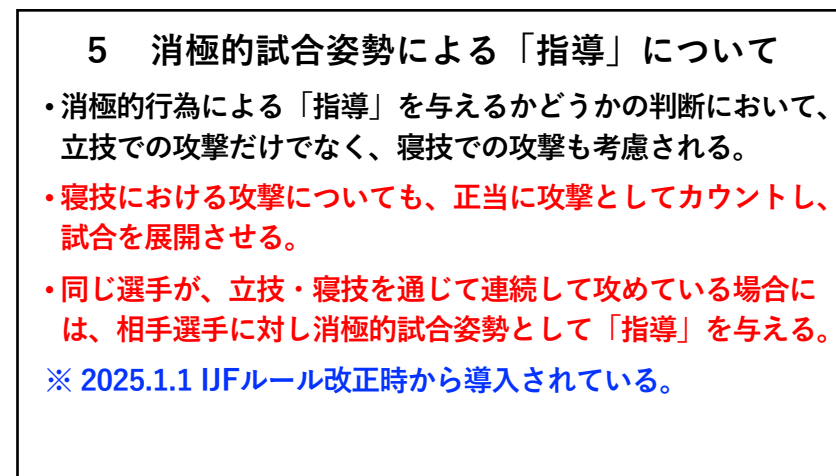 5　消極的試合姿勢による「指導」について
・消極的行為による「指導」を与えるかどうかの判断において、
立技での攻撃だけでなく、寝技での攻撃も考慮される。
・寝技における攻撃についても、正当に攻撃としてカウントし、
試合を展開させる。
・同じ選手が、立技・寝技を通じて連続して攻めている場合に
は、相手選手に対し消極的試合姿勢として「指導」を与える。
※ 2025.1.1 IJFルール改正時から導入されている。